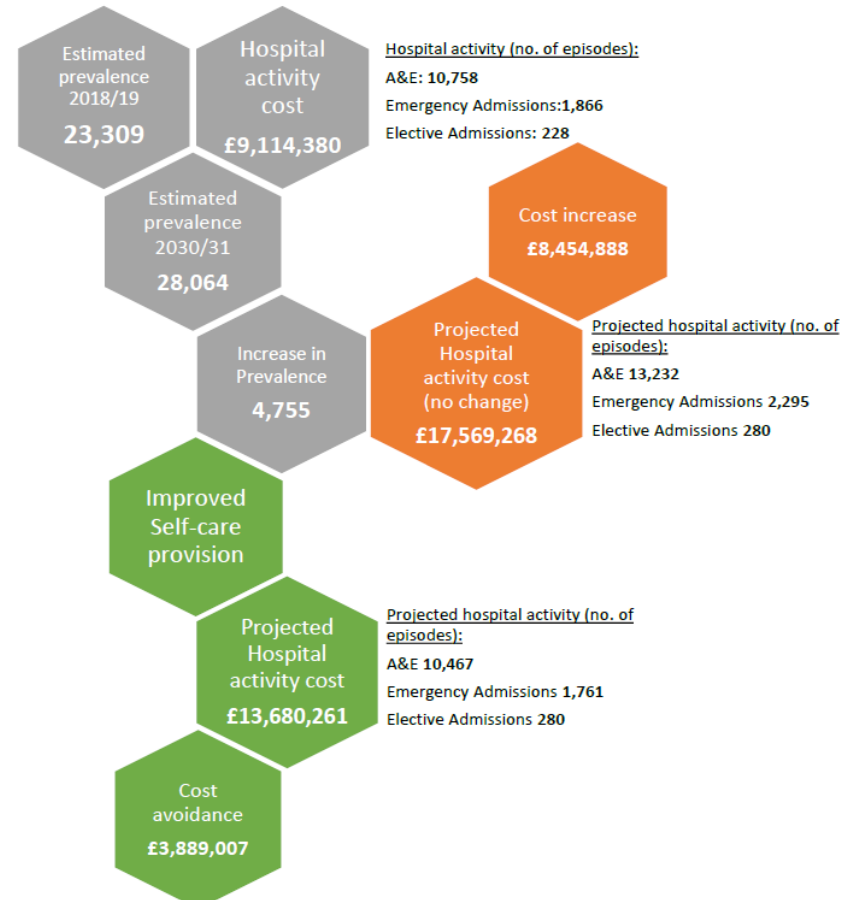 Estimated
prevalence
2018/19
23,309
Hospital
activity
cost
£9,114,380
Hospital activity (no. of episodes):
A&E: 10,758
Emergency Admissions:1,866
Elective Admissions: 228
Estimated
prevalence
2030/31
28,064
Cost increase
£8,454,888
Increase in
Prevalence
4,755
Projected
Hospital
activity cost
(no change)
£17,569,268
Projected hospital activity (no. of
episodes):
A&E 13,232
Emergency Admissions 2,295
Elective Admissions 280
Improved
Self-care
provision
Projected
Hospital
activity cost
£13,680,261
Projected hospital activity (no. of
episodes):
A&E 10,467
Emergency Admissions 1,761
Elective Admissions 280
Cost
avoidance
£3,889,007